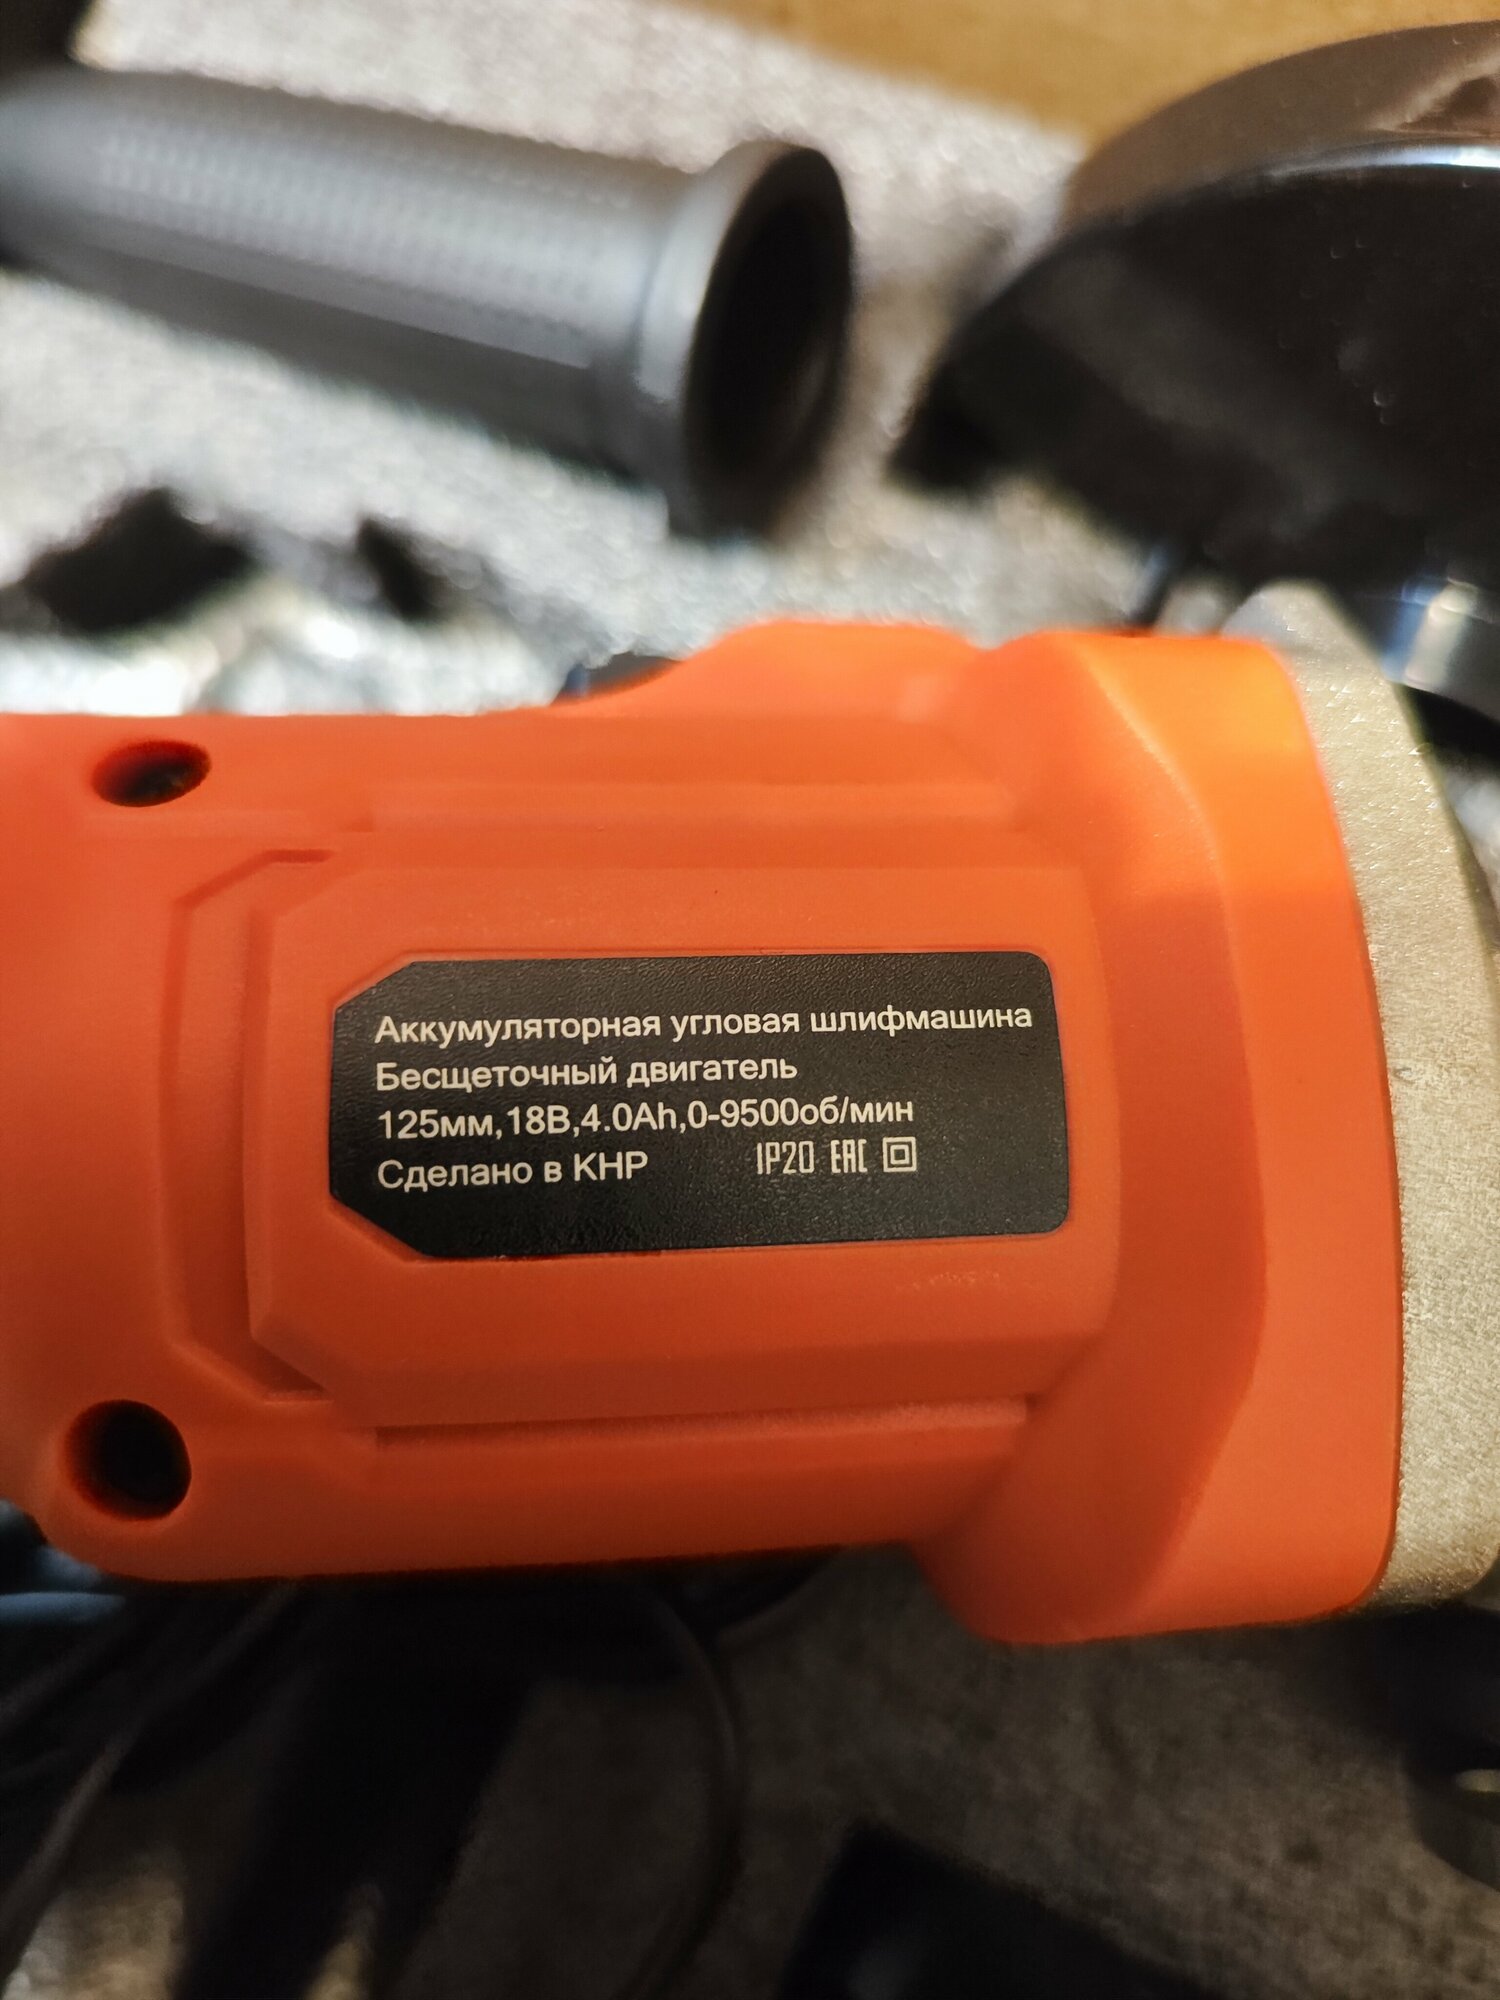 Аккумуляторная угловая шлифмашина
Бесщеточный двигатель
125мм,18В,4.0Ah,0-9500об/мин
Сделано в КНР IP20 EAC